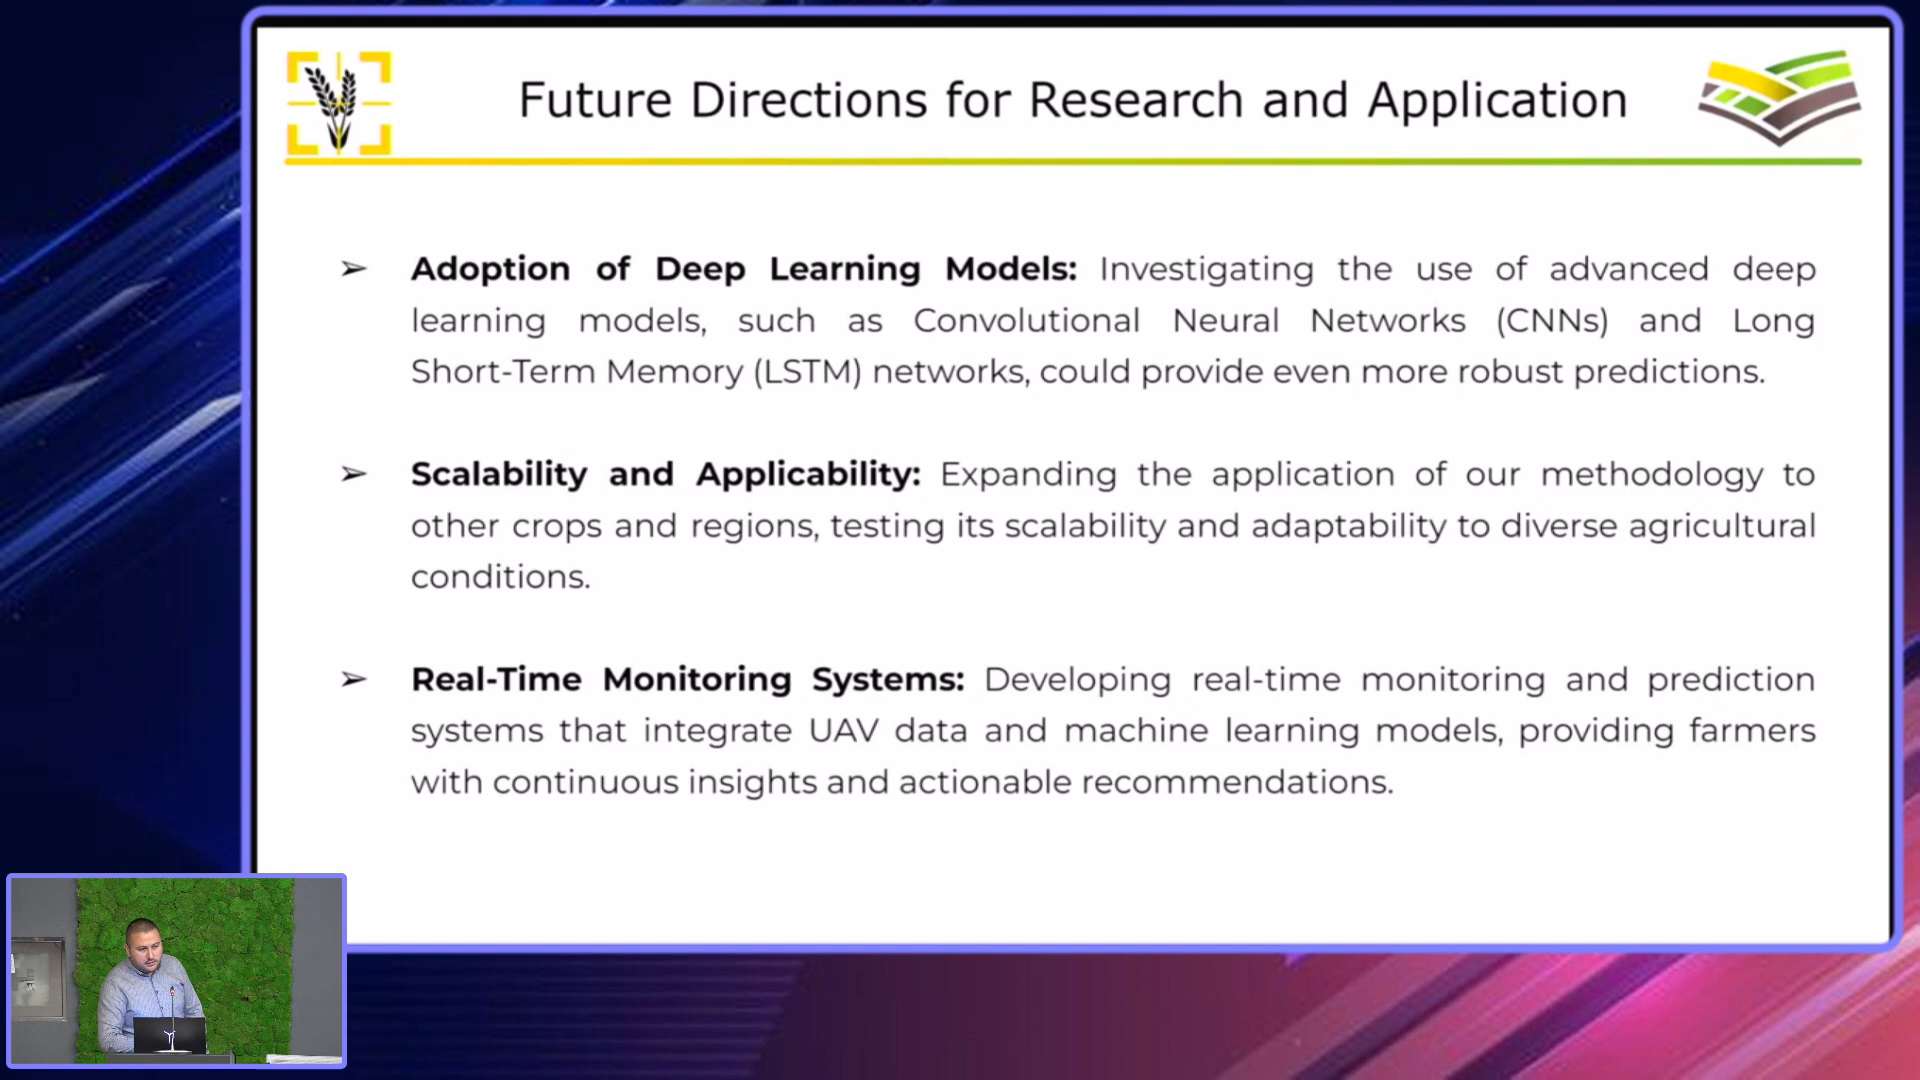 Future Directions for Research and Application
➢ Adoption of Deep Learning Models: Investigating the use of advanced deep
learning models, such as Convolutional Neural Networks (CNNs) and Long
Short-Term Memory (LSTM) networks, could provide even more robust predictions.
➢ Scalability and Applicability: Expanding the application of our methodology to
other crops and regions, testing its scalability and adaptability to diverse agricultural
conditions.
➢ Real-Time Monitoring Systems: Developing real-time monitoring and prediction
systems that integrate UAV data and machine learning models, providing farmers
with continuous insights and actionable recommendations.